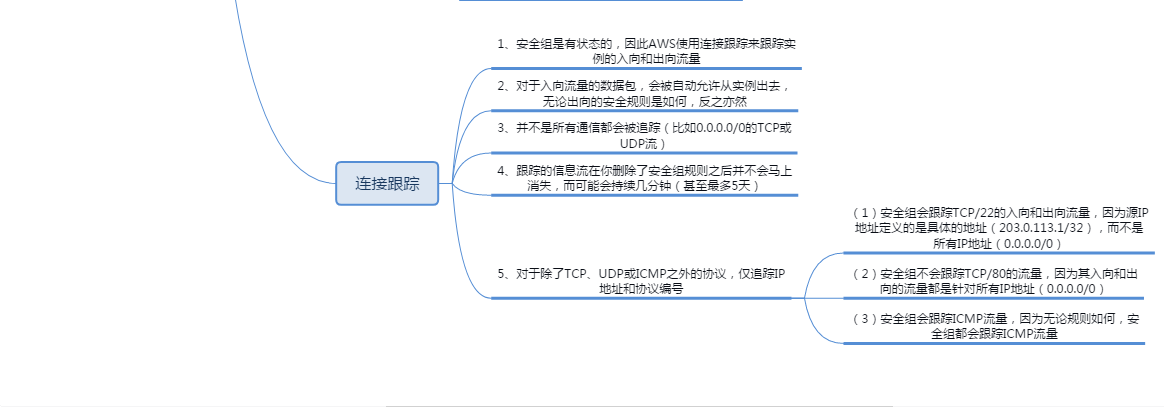 1、安全组是有状态的，因此AWS使用连接跟踪来跟踪实
例的入向和出向流量
2、对于入向流量的数据包，会被自动允许从实例出去，
无论出向的安全规则是如何，反之亦然
3、并不是所有通信都会被追踪（比如0.0.0.0/0的TCP或
UDP流）
4、跟踪的信息流在你删除了安全组规则之后并不会马上
消失，而可能会持续几分钟（甚至最多5天）
连接跟踪
5、对于除了TCP、UDP或ICMP之外的协议，仅追踪IP
地址和协议编号
（1）安全组会跟踪TCP/22的入向和出向流量，因为源IP
地址定义的是具体的地址（203.0.113.1/32），而不是
所有IP地址（0.0.0.0/0）
（2）安全组不会跟踪TCP/80的流量，因为其入向和出
向的流量都是针对所有IP地址（0.0.0.0/0）
（3）安全组会跟踪ICMP流量，因为无论规则如何，安
全组都会跟踪ICMP流量